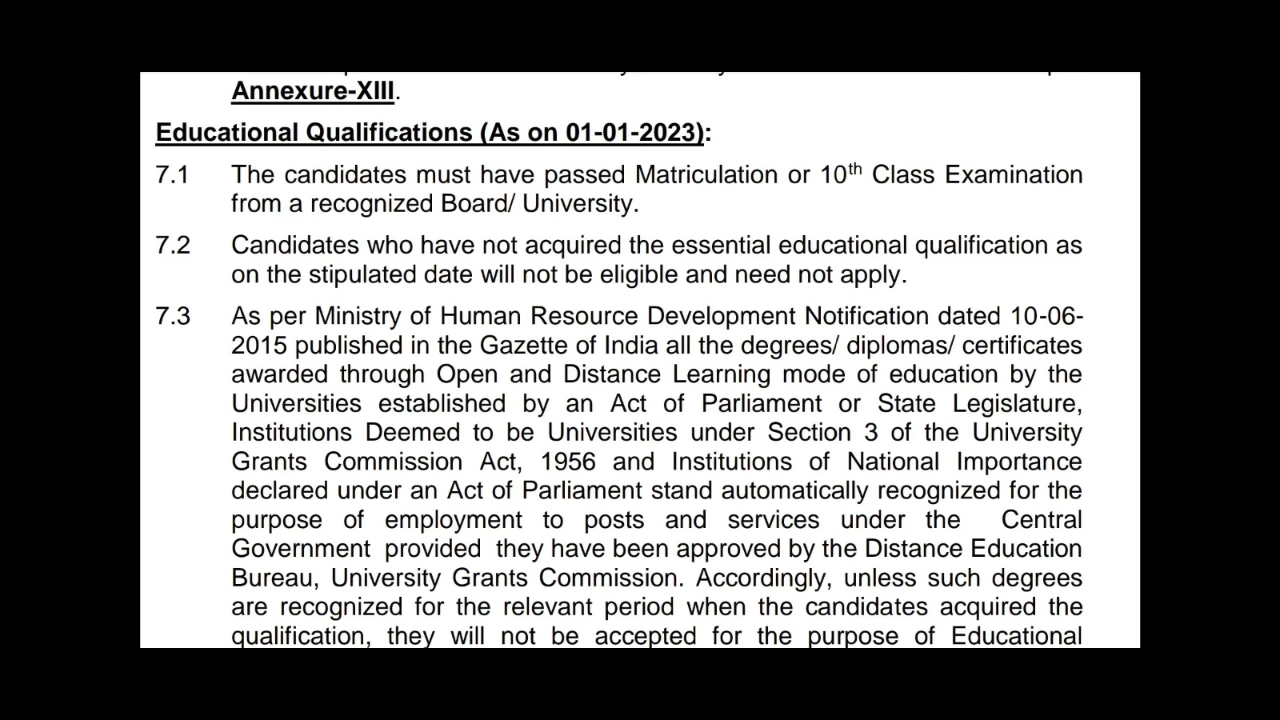 Annexure-XIII.
Educational Qualifications (As on 01-01-2023):
7.1 The candidates must have passed Matriculation or 10th Class Examination
from a recognized Board/ University.
7.2 Candidates who have not acquired the essential educational qualification as
on the stipulated date will not be eligible and need not apply.
7.3 As per Ministry of Human Resource Development Notification dated 10-06-
2015 published in the Gazette of India all the degrees/ diplomas/ certificates
awarded through Open and Distance Learning mode of education by the
Universities established by an Act of Parliament or State Legislature,
Institutions Deemed to be Universities under Section 3 of the University
Grants Commission Act, 1956 and Institutions of National Importance
declared under an Act of Parliament stand automatically recognized for the
purpose of employment to posts and services under the Central
Government provided they have been approved by the Distance Education
Bureau, University Grants Commission. Accordingly, unless such degrees
are recognized for the relevant period when the candidates acquired the
qualification, they will not be accepted for the purpose of Educational